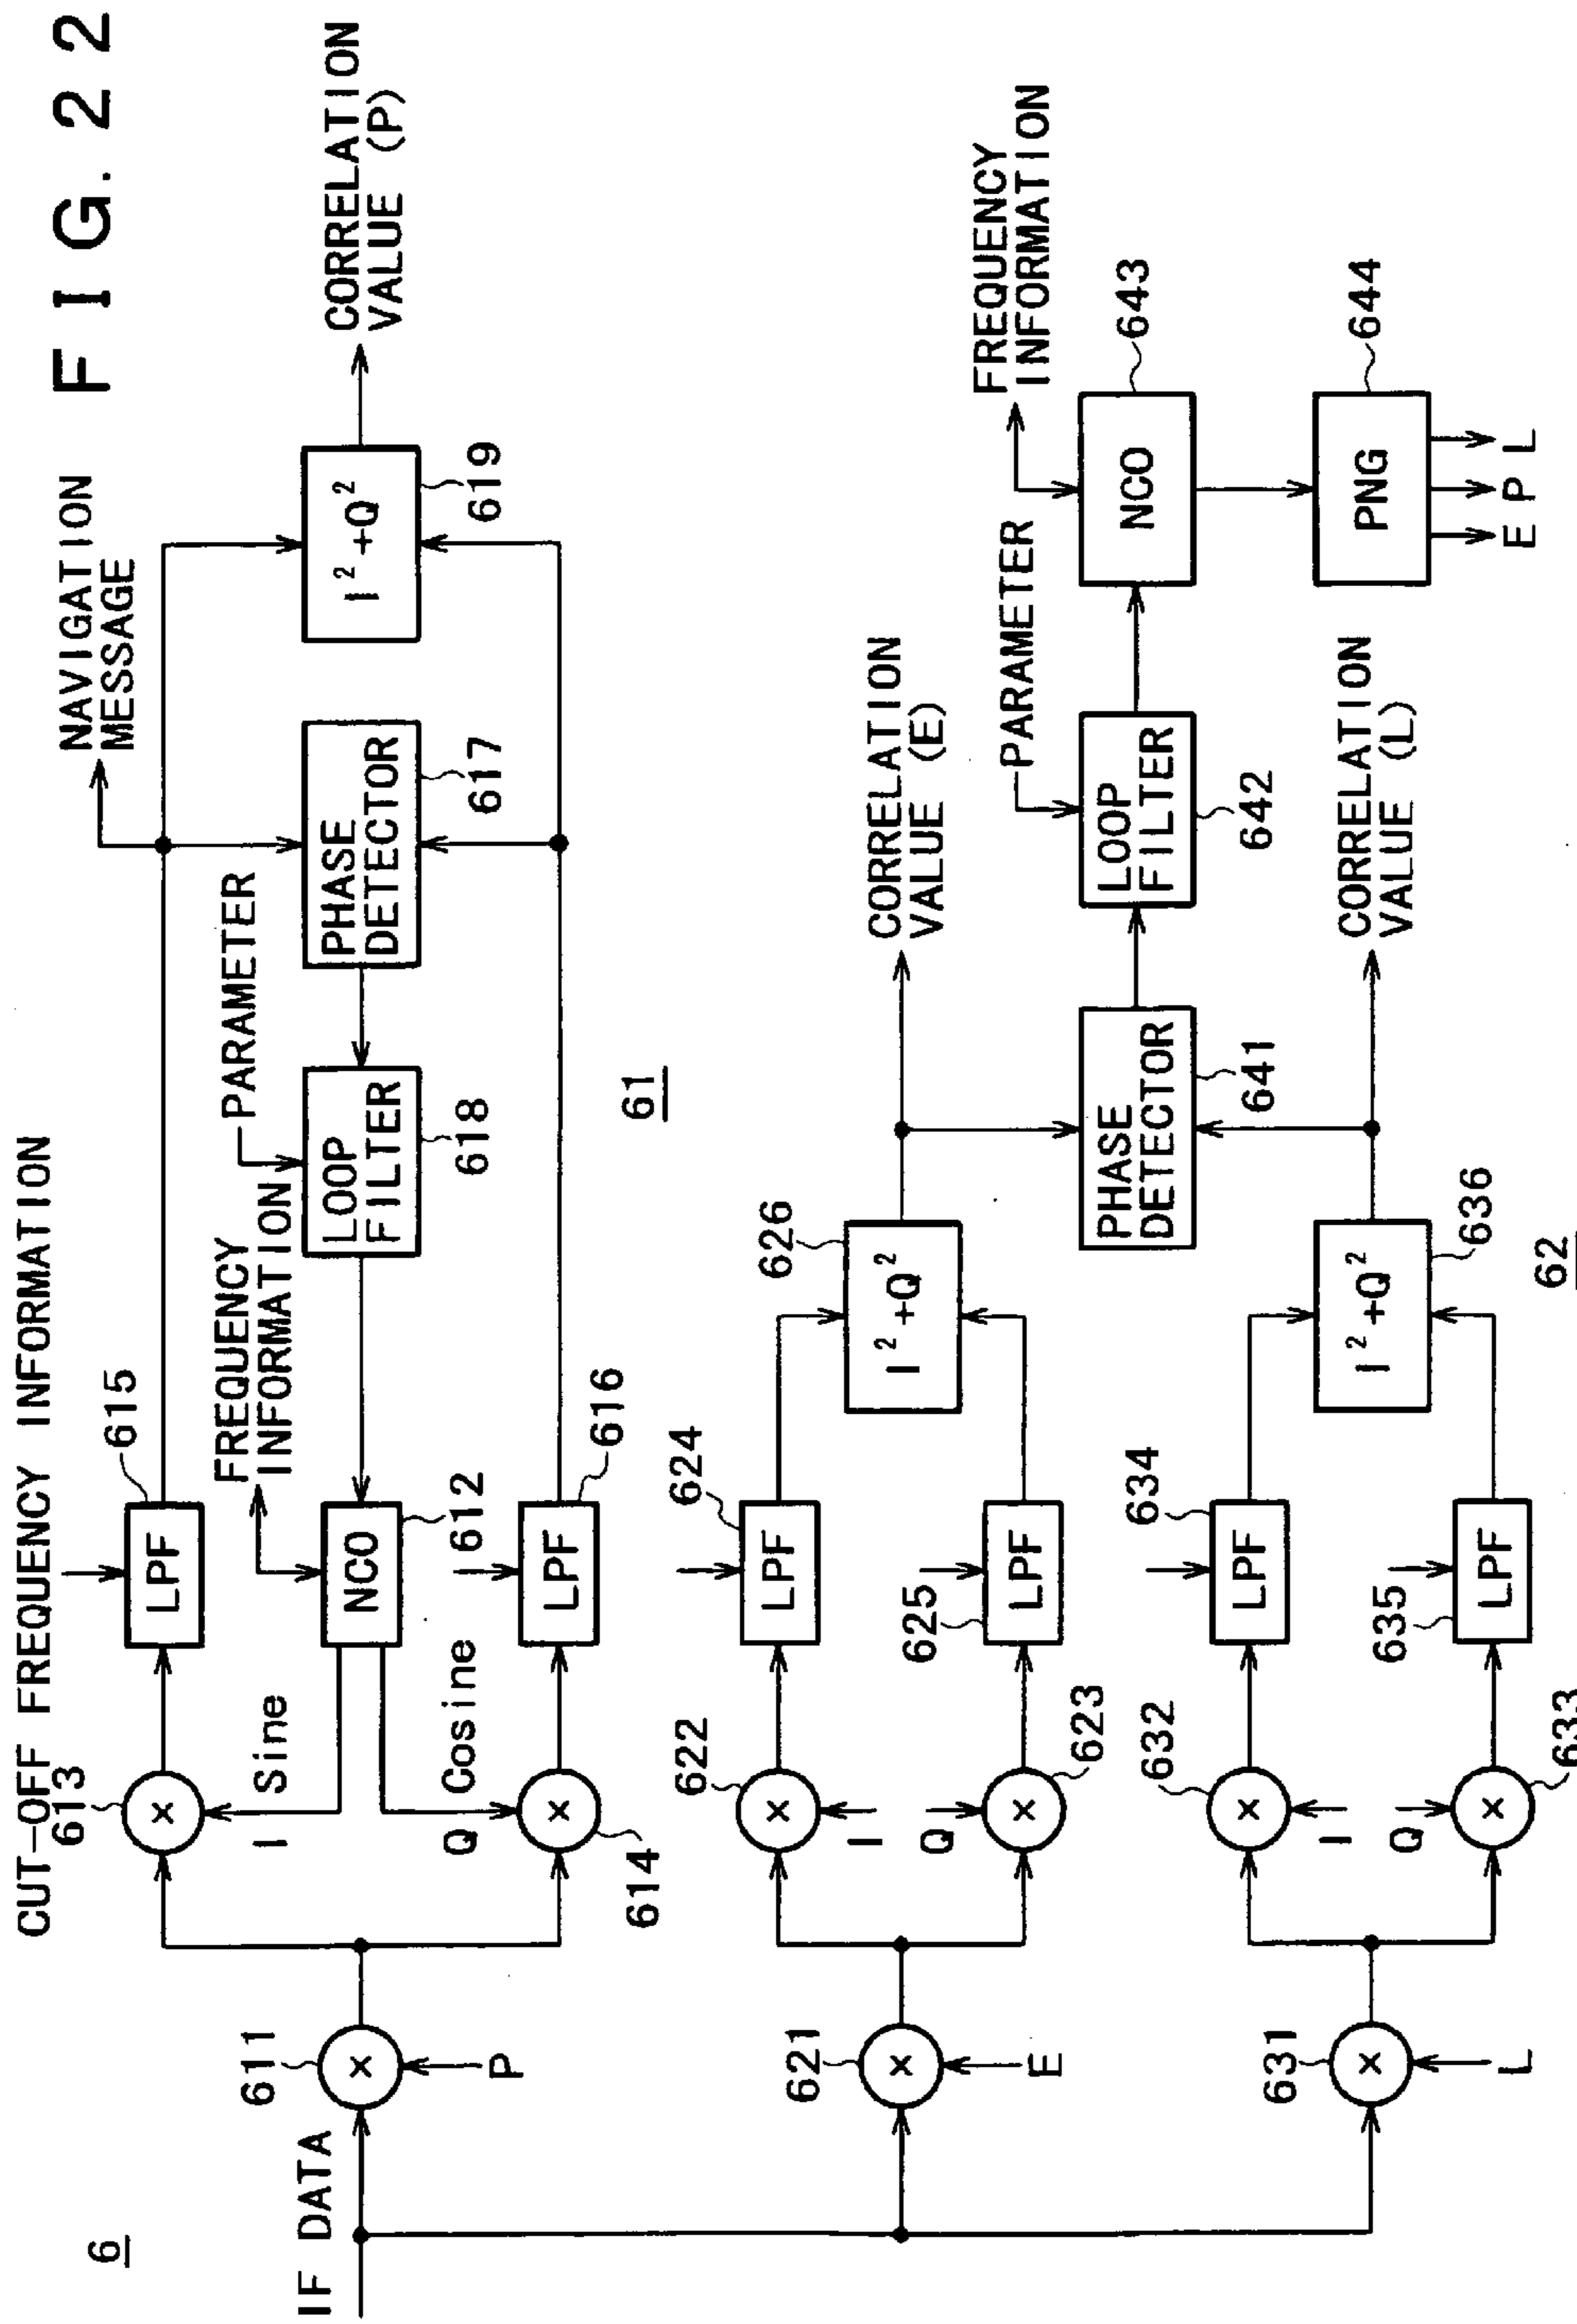 F I G. 2 2
6
CUT-OFF FREQUENCY INFORMATION
NAVIGATION
MESSAGE
613
615
LPF
×
I
Sine
FREQUENCY
INFORMATION
PARAMETER
IF DATA
611
×
P
NCO
612
LOOP
FILTER
618
PHASE
DETECTOR
617
I² +Q²
619
CORRELATION
VALUE (P)
Q
Cosine
×
614
LPF
616
61
622
×
I
624
LPF
626
621
×
E
I² +Q²
CORRELATION
VALUE (E)
Q
×
623
625
LPF
PARAMETER
FREQUENCY
INFORMATION
PHASE
DETECTOR
641
LOOP
FILTER
642
NCO
643
632
×
I
634
LPF
631
×
L
I² +Q²
636
CORRELATION
VALUE (L)
PNG
644
E P L
Q
×
633
635
LPF
62